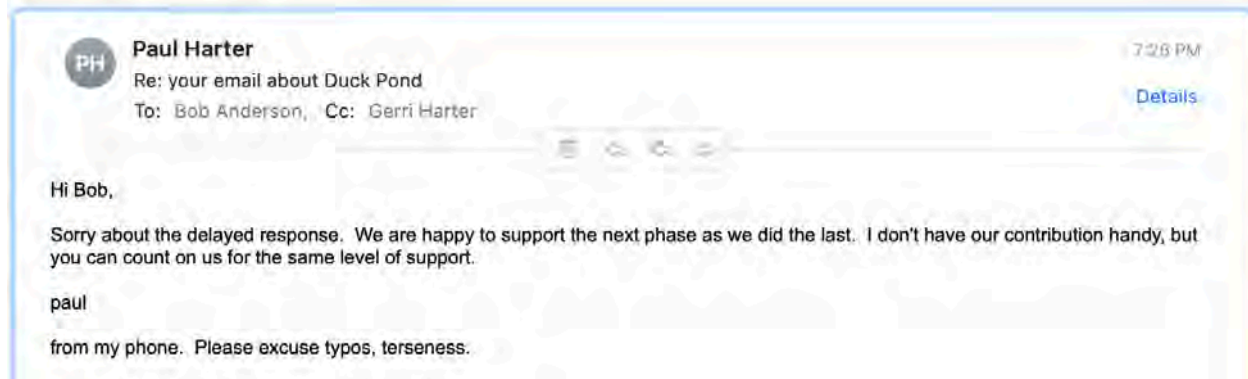 PH
Paul Harter
7:26 PM
Re: your email about Duck Pond
Details
To: Bob Anderson, Cc: Gerri Harter
Hi Bob,
Sorry about the delayed response. We are happy to support the next phase as we did the last. I don't have our contribution handy, but
you can count on us for the same level of support.
paul
from my phone. Please excuse typos, terseness.